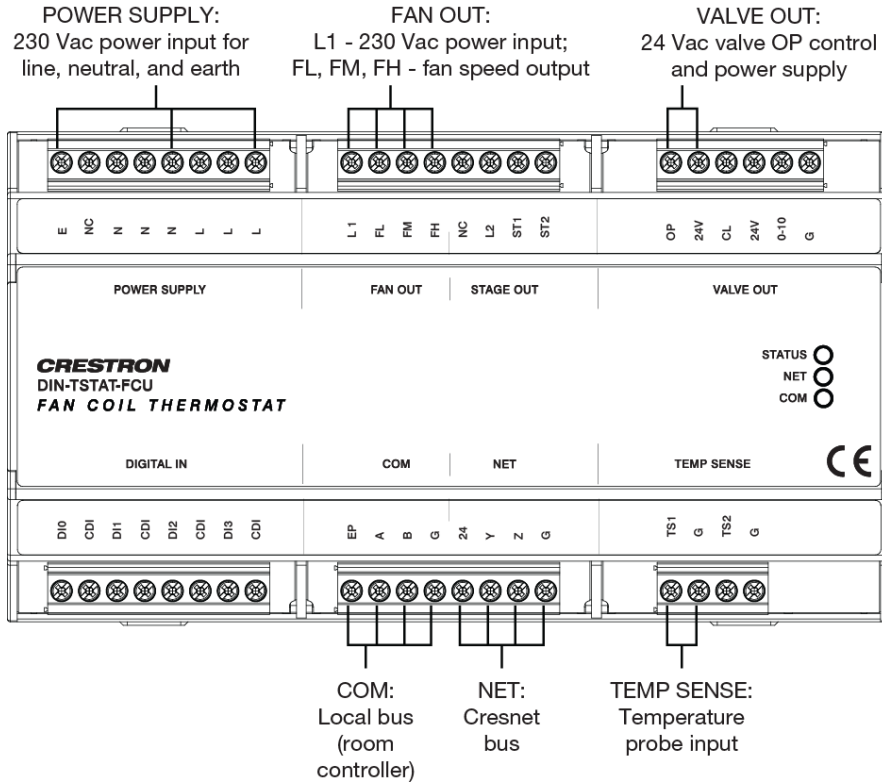 POWER SUPPLY:
230 Vac power input for
line, neutral, and earth
FAN OUT:
L1 - 230 Vac power input;
FL, FM, FH - fan speed output
VALVE OUT:
24 Vac valve OP control
and power supply
E NC N N N L L L
L1 FL FM FH NC L2 ST1 ST2
OP 24V CL 24V 0-10 G
POWER SUPPLY
FAN OUT
STAGE OUT
VALVE OUT
CRESTRON
DIN-TSTAT-FCU
FAN COIL THERMOSTAT
STATUS
NET
COM
DIGITAL IN
COM
NET
TEMP SENSE
CE
DI0 CDI DI1 CDI DI2 CDI DI3 CDI
EP A B G 24 Y Z G
TS1 G TS2 G
COM:
Local bus
(room
controller)
NET:
Cresnet
bus
TEMP SENSE:
Temperature
probe input